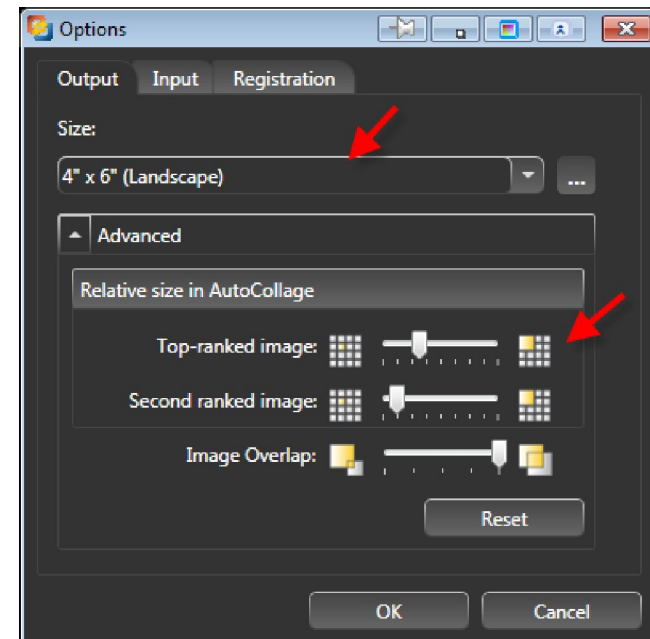 Options
Output Input Registration
Size:
4" x 6" (Landscape)
...
Advanced
Relative size in AutoCollage
Top-ranked image:
Second ranked image:
Image Overlap:
Reset
OK Cancel